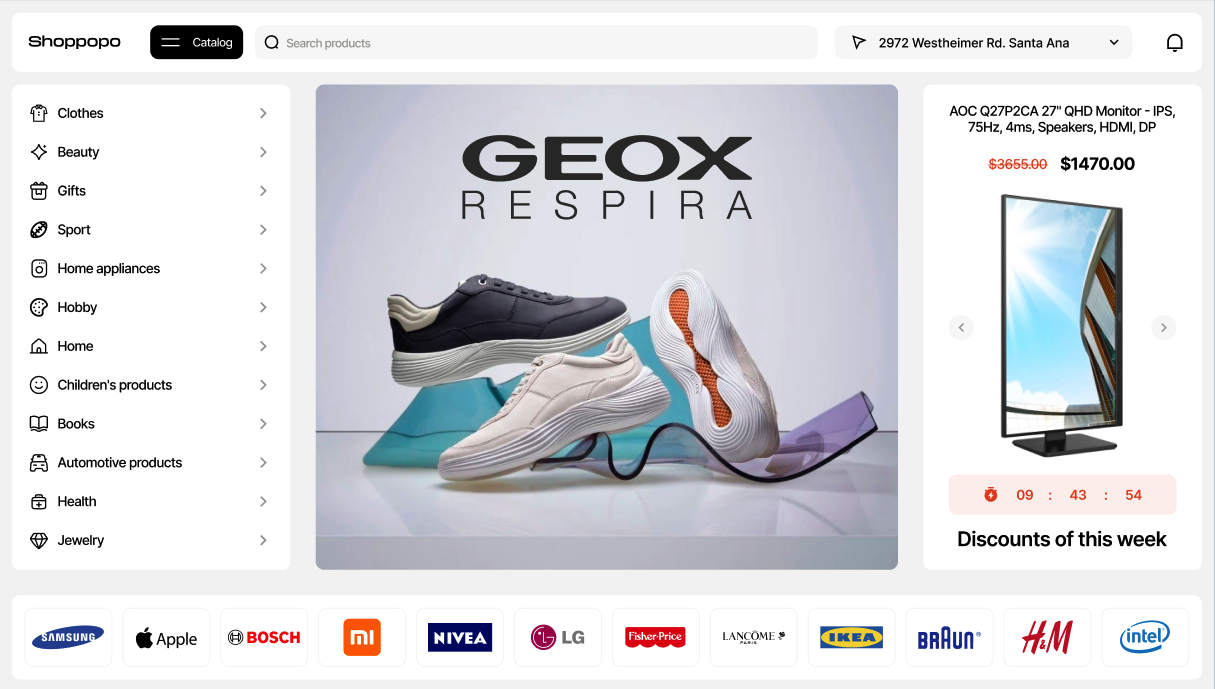 Shoppopo
Catalog
Search products
2972 Westheimer Rd. Santa Ana
Clothes
Beauty
Gifts
Sport
Home appliances
Hobby
Home
Children's products
Books
Automotive products
Health
Jewelry
GEOX
RESPIRA
AOC Q27P2CA 27" QHD Monitor - IPS,
75Hz, 4ms, Speakers, HDMI, DP
$3655.00 $1470.00
09 : 43 : 54
Discounts of this week
SAMSUNG
Apple
BOSCH
mi
NIVEA
LG
Fisher-Price
LANCÔME
PARIS
IKEA
BRAUN
H&M
intel